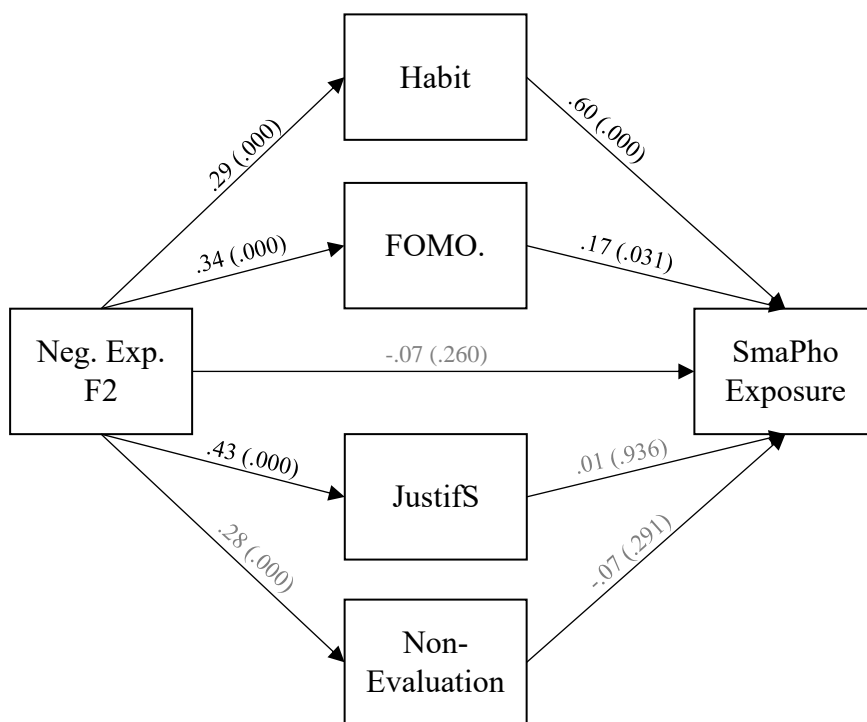 Habit
.29 (.000)
.60 (.000)
FOMO.
.34 (.000)
.17 (.031)
Neg. Exp.
F2
-.07 (.260)
SmaPho
Exposure
.43 (.000)
.01 (.936)
JustifS
.28 (.000)
-.07 (.291)
Non-
Evaluation